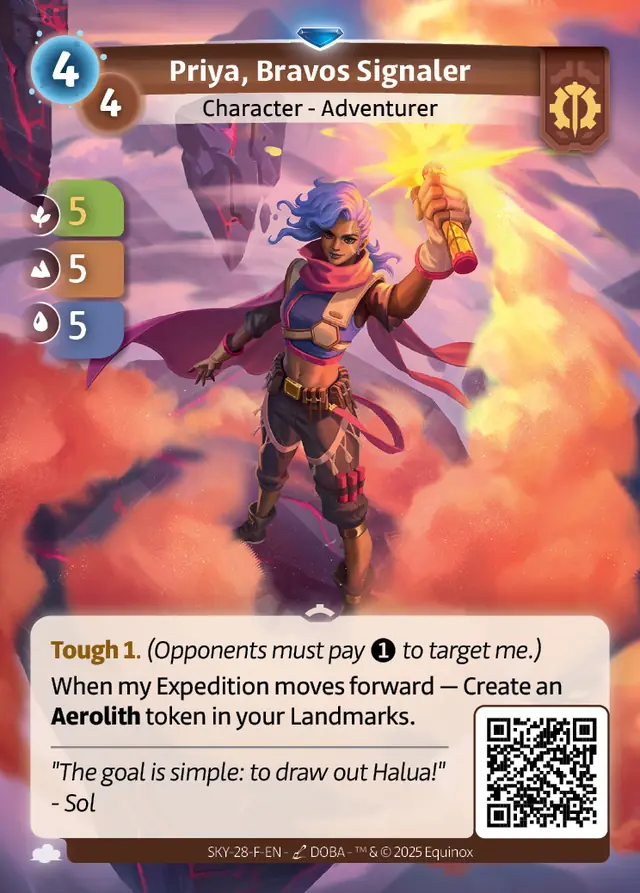 4
Priya, Bravos Signaler
4
Character - Adventurer
5
5
5
Tough 1. (Opponents must pay 1 to target me.)
When my Expedition moves forward — Create an
Aerolith token in your Landmarks.
"The goal is simple: to draw out Halua!"
- Sol
SKY-28-F-EN - DOBA - ™ & © 2025 Equinox